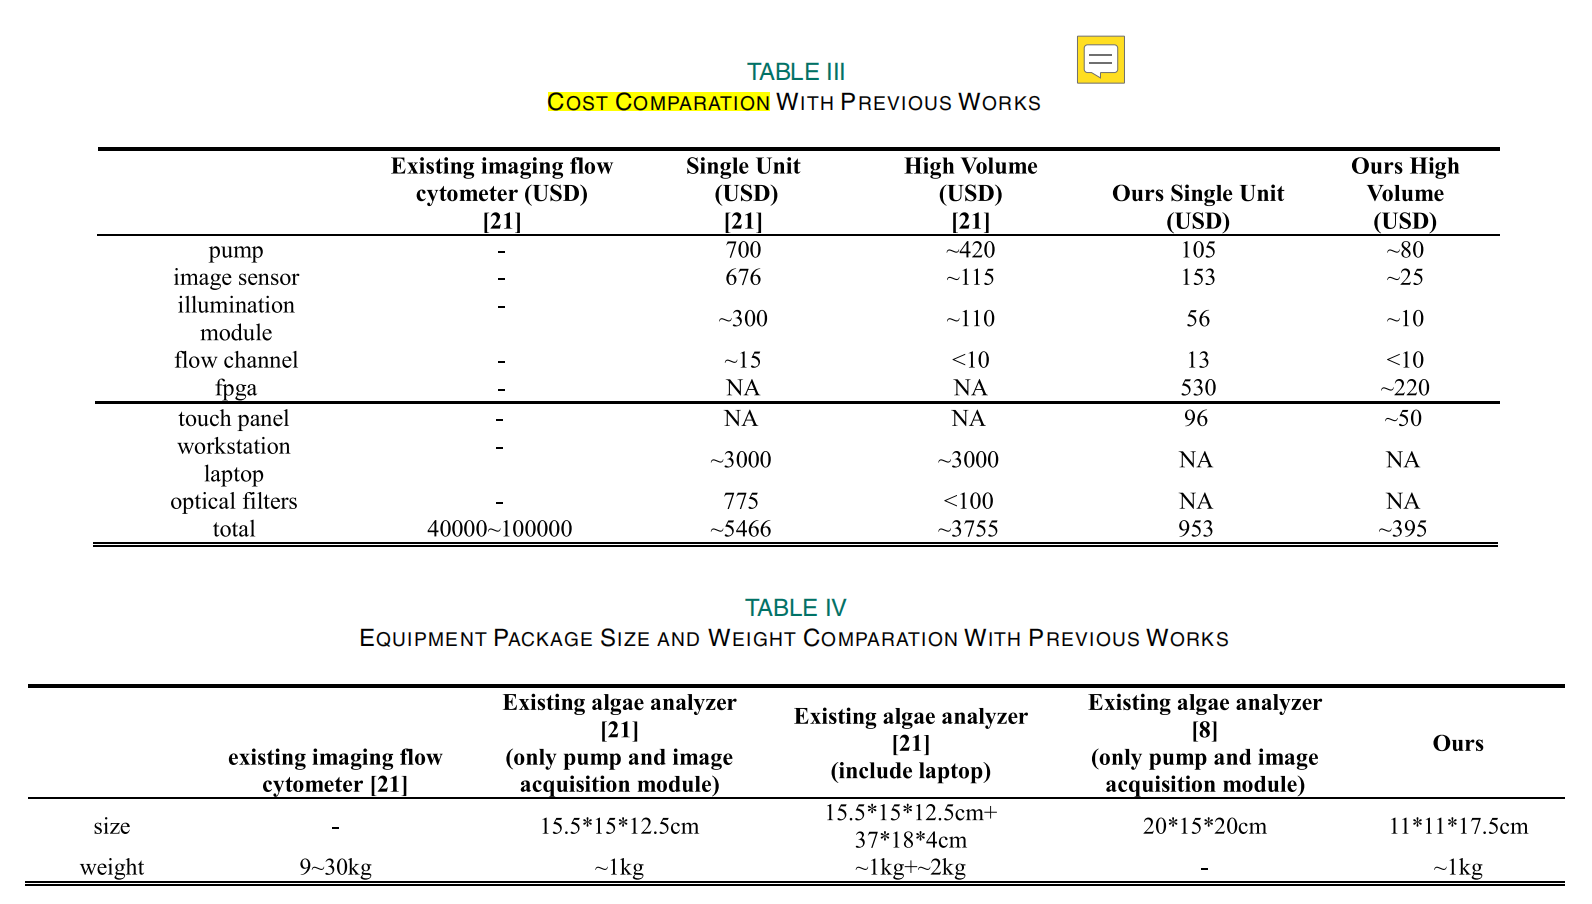 TABLE III
COST COMPARATION WITH PREVIOUS WORKS
Existing imaging flow cytometer (USD) [21] Single Unit (USD) [21] High Volume (USD) [21] Ours Single Unit (USD) Ours High Volume (USD)
pump - 700 ~420 105 ~80
image sensor - 676 ~115 153 ~25
illumination module - ~300 ~110 56 ~10
flow channel - ~15 <10 13 <10
fpga - NA NA 530 ~220
touch panel - NA NA 96 ~50
workstation laptop - ~3000 ~3000 NA NA
optical filters - 775 <100 NA NA
total 40000~100000 ~5466 ~3755 953 ~395
TABLE IV
EQUIPMENT PACKAGE SIZE AND WEIGHT COMPARATION WITH PREVIOUS WORKS
existing imaging flow cytometer [21] Existing algae analyzer [21] (only pump and image acquisition module) Existing algae analyzer [21] (include laptop) Existing algae analyzer [8] (only pump and image acquisition module) Ours
size - 15.5*15*12.5cm 15.5*15*12.5cm+ 37*18*4cm 20*15*20cm 11*11*17.5cm
weight 9~30kg ~1kg ~1kg+~2kg - ~1kg